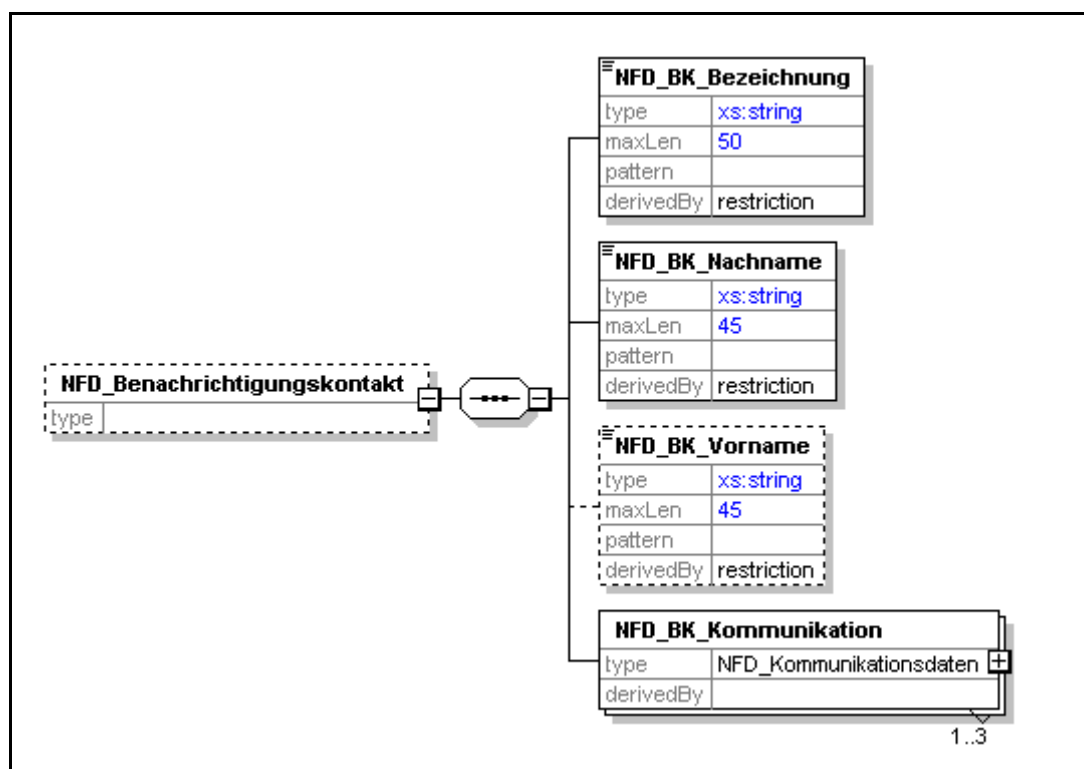 NFD_BK_Bezeichnung
type xs:string
maxLen 50
pattern
derivedBy restriction
NFD_BK_Nachname
type xs:string
maxLen 45
pattern
derivedBy restriction
NFD_Benachrichtigungskontakt
type
NFD_BK_Vorname
type xs:string
maxLen 45
pattern
derivedBy restriction
NFD_BK_Kommunikation
type NFD_Kommunikationsdaten
derivedBy
1..3